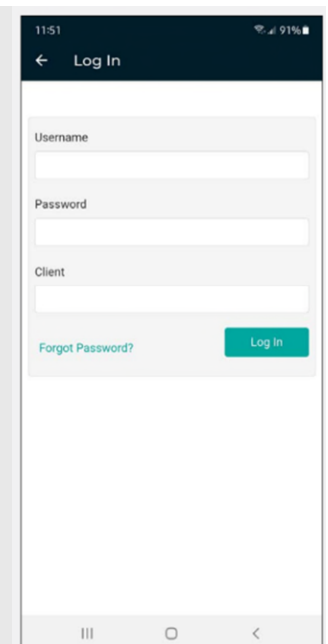 11:51 91%
Log In
Username
Password
Client
Forgot Password? Log In